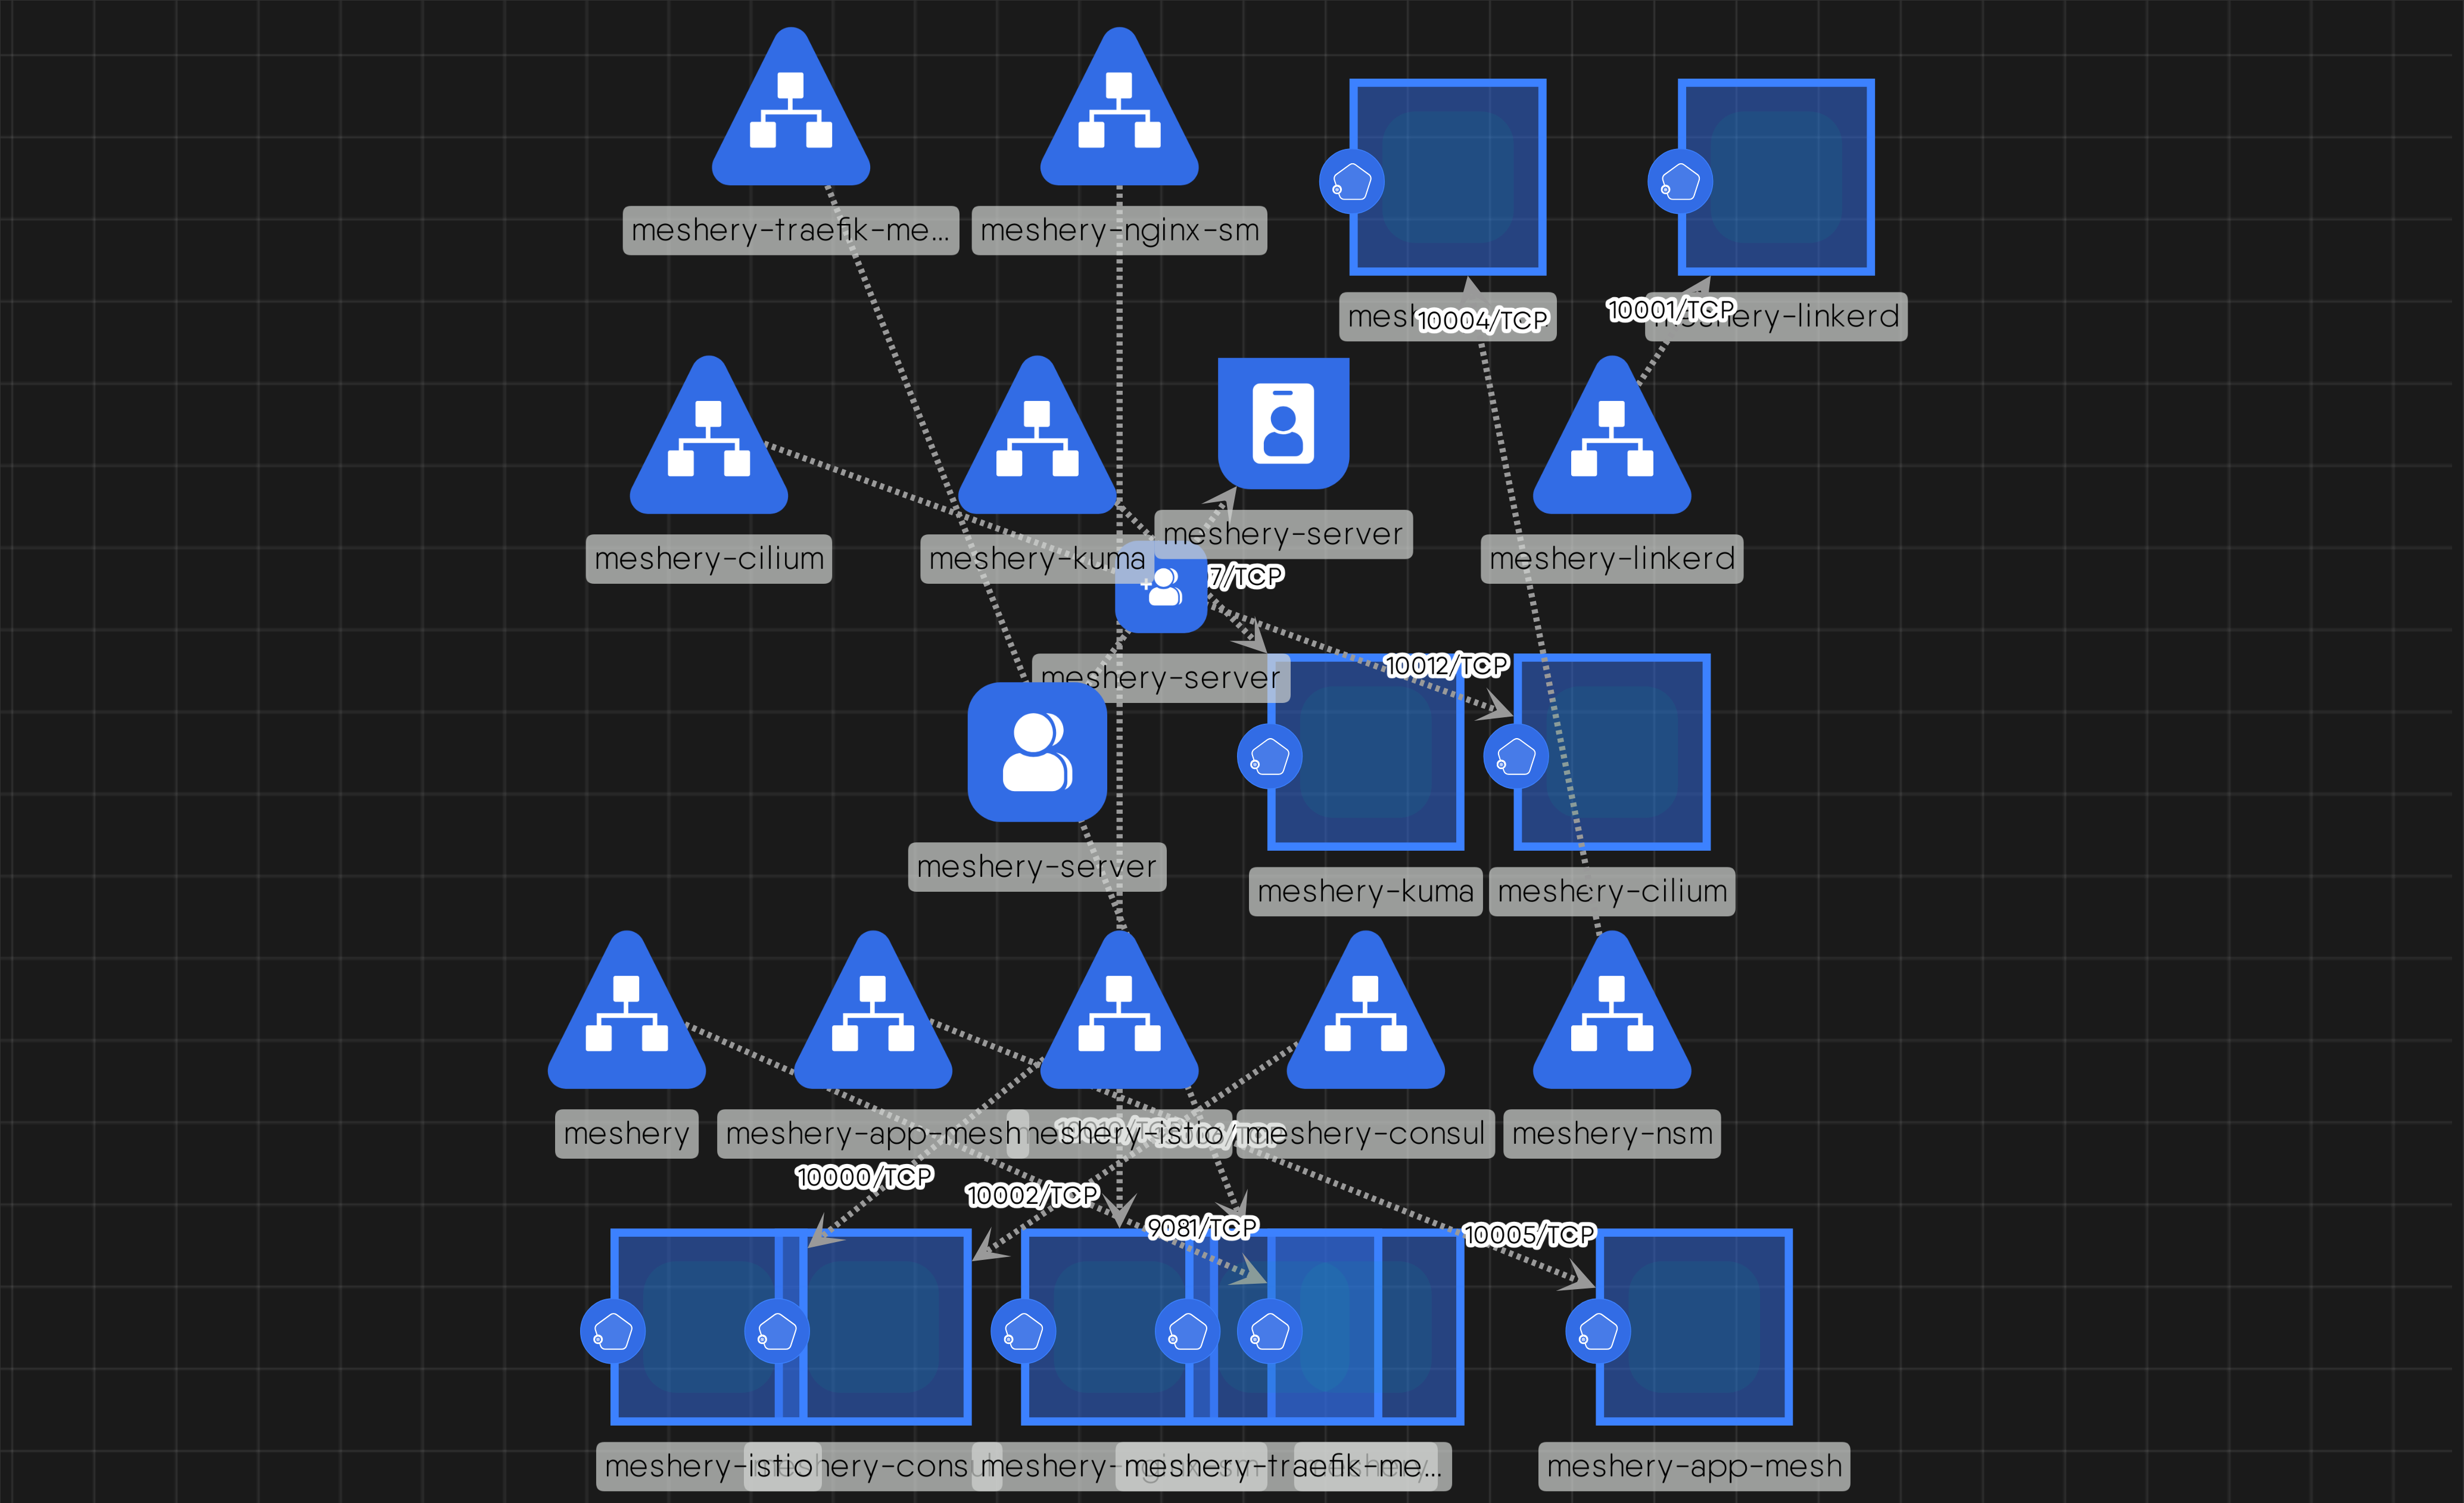 meshery-traefik-me...
meshery-nginx-sm
10004/TCP
10001/TCP
meshery-linkerd
meshery-server
meshery-cilium
meshery-kuma
meshery-linkerd
7/TCP
10012/TCP
meshery-server
meshery-server
meshery-kuma
meshery-cilium
meshery
meshery-app-mesh
meshery-istio
meshery-consul
meshery-nsm
10000/TCP
10002/TCP
9081/TCP
10005/TCP
meshery-istio
meshery-consul
meshery-traefik-me...
meshery-app-mesh